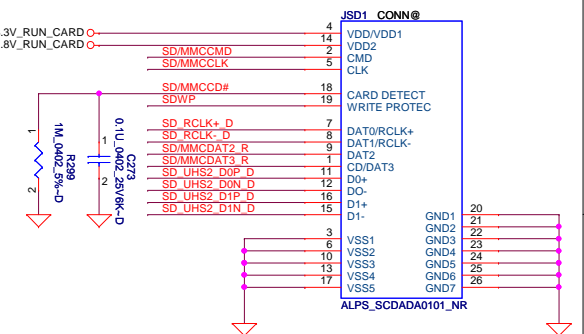 JSD1 CONN@
.3V_RUN_CARD 4 VDD/VDD1
.8V_RUN_CARD 14 VDD2
SD/MMCCMD 2 CMD
SD/MMCCLK 5 CLK
SD/MMCCD# 18 CARD DETECT
SDWP 19 WRITE PROTEC
SD_RCLK+_D 7 DAT0/RCLK+
SD_RCLK-_D 8 DAT1/RCLK-
SD/MMCDAT2_R 9 DAT2
SD/MMCDAT3_R 1 CD/DAT3
SD_UHS2_D0P_D 11 D0+
SD_UHS2_D0N_D 12 DO-
SD_UHS2_D1P_D 16 D1+
SD_UHS2_D1N_D 15 D1-
1 2
R299
1M_0402_5%~D
1 2
C273
0.1U_0402_25V6K~D
3 VSS1
6 VSS2
10 VSS3
13 VSS4
17 VSS5
GND1 20
GND2 21
GND3 22
GND4 23
GND5 24
GND6 25
GND7 26
ALPS_SCDADA0101_NR